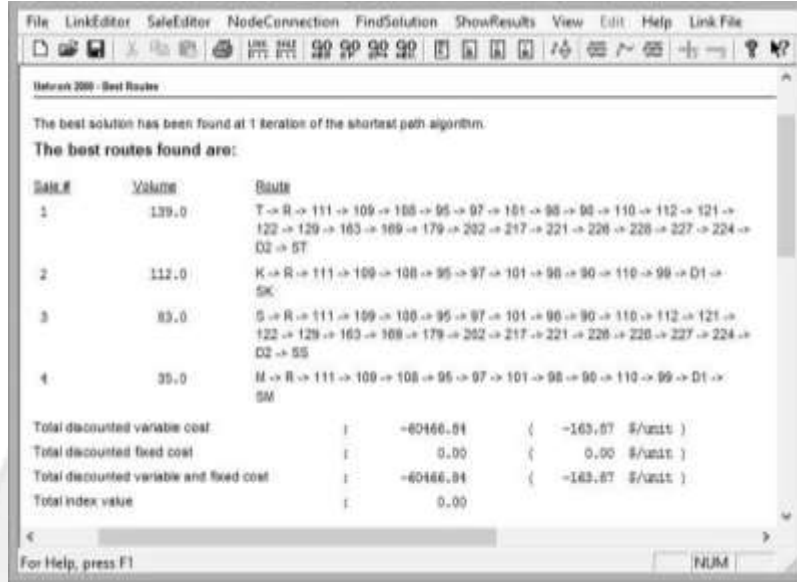 File LinkEditor SaleEditor NodeConnection FindSolution ShowResults View Edit Help Link File
Network 2000 - Best Routes
The best solution has been found at 1 iteration of the shortest path algorithm.
The best routes found are:
Sale # Volume Route
1 139.0 T -> R -> 111 -> 109 -> 108 -> 95 -> 97 -> 101 -> 98 -> 90 -> 110 -> 112 -> 121 ->
122 -> 129 -> 163 -> 169 -> 179 -> 202 -> 217 -> 221 -> 226 -> 228 -> 227 -> 224 ->
D2 -> ST
2 112.0 K -> R -> 111 -> 109 -> 108 -> 95 -> 97 -> 101 -> 98 -> 90 -> 110 -> 99 -> D1 ->
SK
3 83.0 S -> R -> 111 -> 109 -> 108 -> 95 -> 97 -> 101 -> 98 -> 90 -> 110 -> 112 -> 121 ->
122 -> 129 -> 163 -> 169 -> 179 -> 202 -> 217 -> 221 -> 226 -> 228 -> 227 -> 224 ->
D2 -> SS
4 35.0 M -> R -> 111 -> 109 -> 108 -> 95 -> 97 -> 101 -> 98 -> 90 -> 110 -> 99 -> D1 ->
SM
Total discounted variable cost : -60466.84 ( -163.87 $/unit )
Total discounted fixed cost : 0.00 ( 0.00 $/unit )
Total discounted variable and fixed cost : -60466.84 ( -163.87 $/unit )
Total index value : 0.00
For Help, press F1 NUM